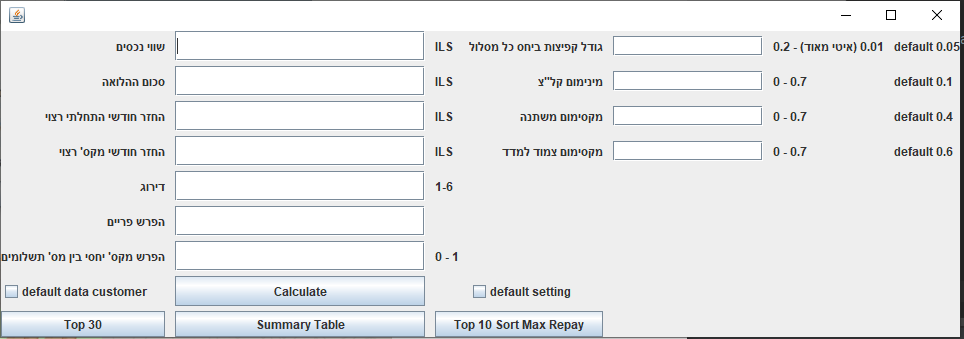 שווי נכסים ILS גודל קפיצות ביחס כל מסלול 0.01 (איטי מאוד) - 0.2 default 0.05
סכום ההלואה ILS מינימום קל"צ 0 - 0.7 default 0.1
החזר חודשי התחלתי רצוי ILS מקסימום משתנה 0 - 0.7 default 0.4
החזר חודשי מקס' רצוי ILS מקסימום צמוד למדד 0 - 0.7 default 0.6
דירוג 1-6
הפרש פריים
הפרש מקס' יחסי בין מס' תשלומים 0 - 1
default data customer Calculate default setting
Top 30 Summary Table Top 10 Sort Max Repay